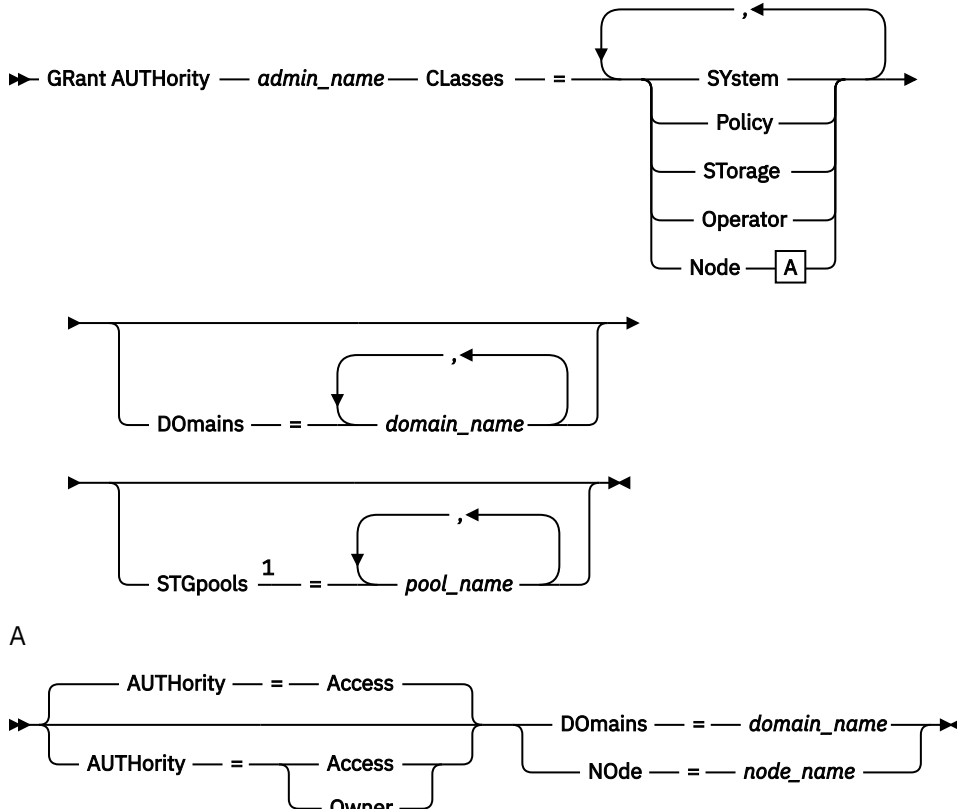 ,
GRant AUTHority admin_name CLasses = SYstem
Policy
STorage
Operator
Node A
,
DOmains = domain_name
,
STGpools 1 = pool_name
A
AUTHority = Access
DOmains = domain_name
AUTHority = Access
NOde = node_name
Owner